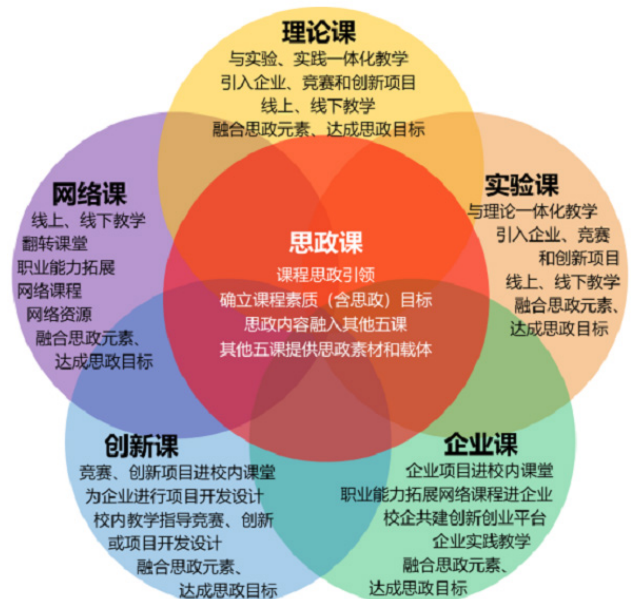 理论课
与实验、实践一体化教学
引入企业、竞赛和创新项目
线上、线下教学
融合思政元素、达成思政目标
网络课
线上、线下教学
翻转课堂
职业能力拓展
网络课程
网络资源
融合思政元素、
达成思政目标
思政课
课程思政引领
确立课程素质（含思政）目标
思政内容融入其他五课
其他五课提供思政素材和载体
实验课
与理论一体化教学
引入企业、竞赛
和创新项目
线上、线下教学
融合思政元素、
达成思政目标
创新课
竞赛、创新项目进校内课堂
为企业进行项目开发设计
校内教学指导竞赛、创新
或项目开发设计
融合思政元素、
达成思政目标
企业课
企业项目进校内课堂
职业能力拓展网络课程进企业
校企共建创新创业平台
企业实践教学
融合思政元素、
达成思政目标